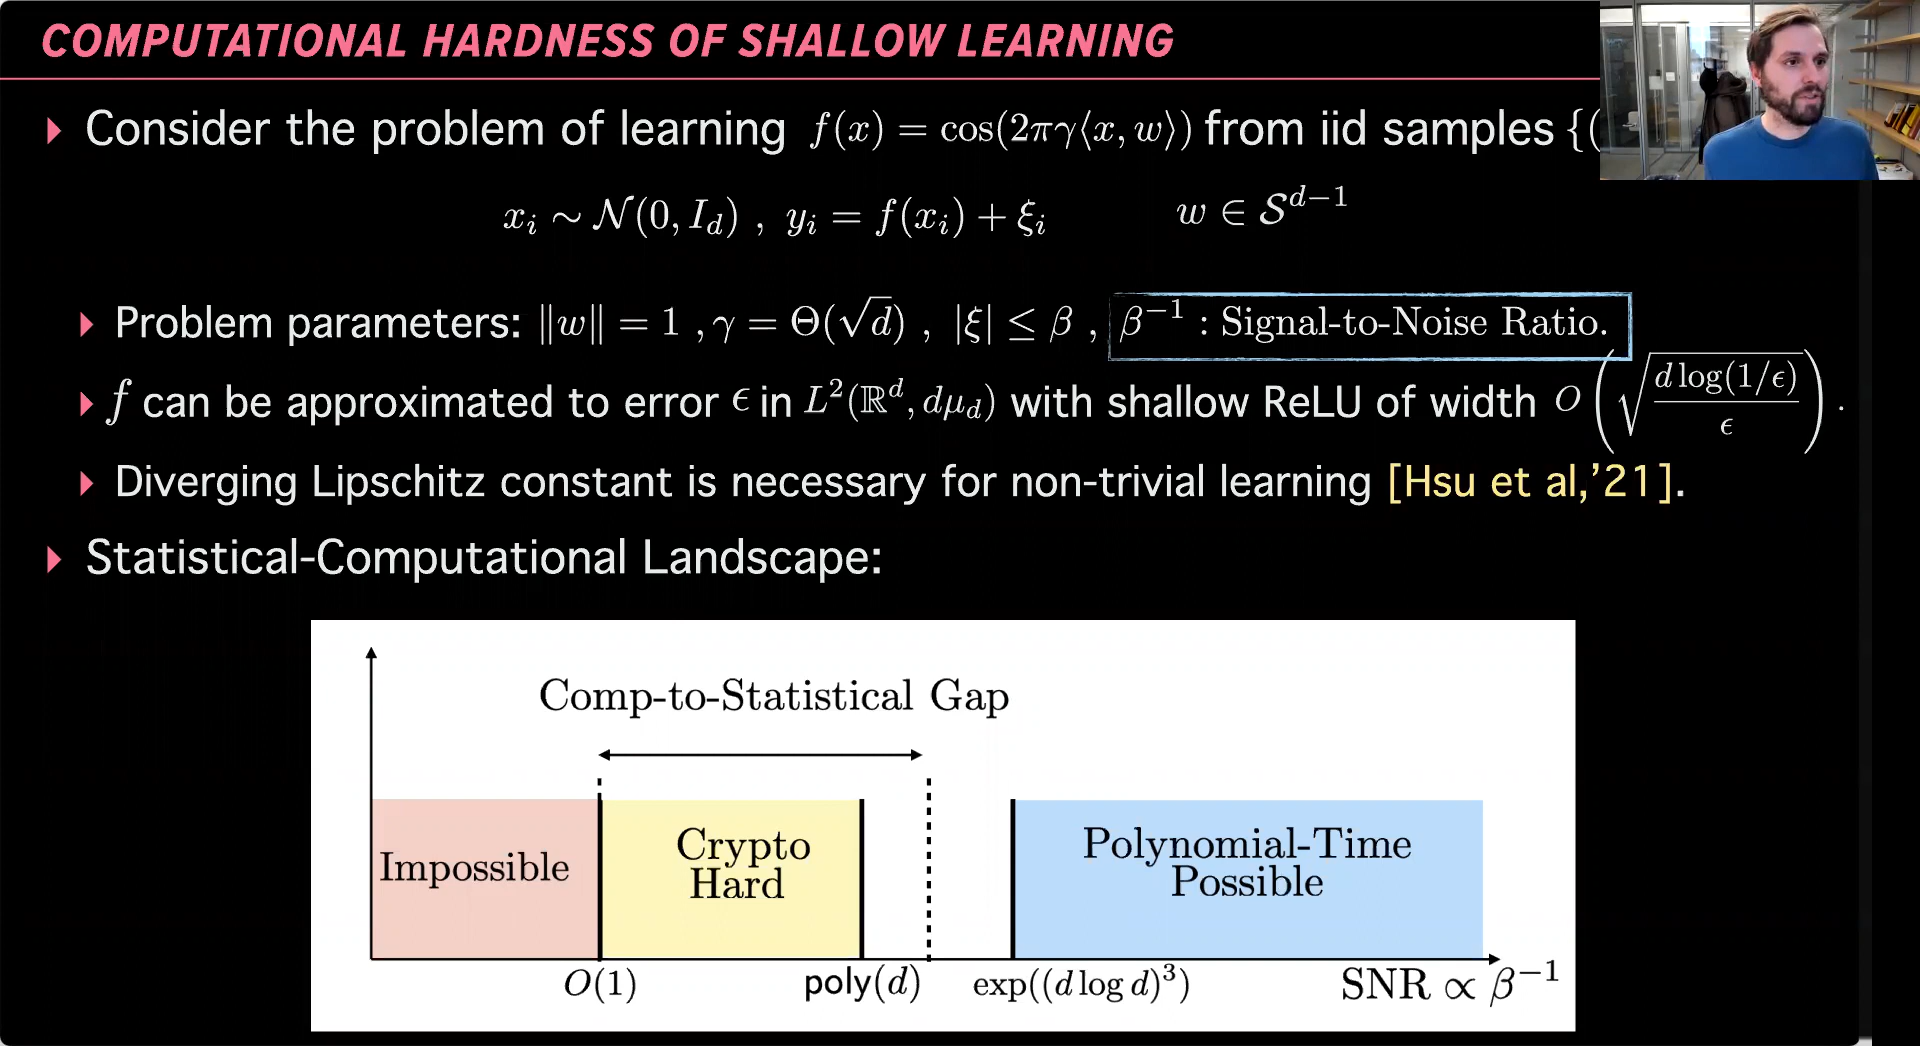 COMPUTATIONAL HARDNESS OF SHALLOW LEARNING
Consider the problem of learning f(x) = cos(2πγ⟨x, w⟩) from iid samples {(
x_i ∼ 𝒩(0, I_d) , y_i = f(x_i) + ξ_i w ∈ 𝒮^{d−1}
Problem parameters: ‖w‖ = 1 , γ = Θ(√d) , |ξ| ≤ β , β^{−1} : Signal-to-Noise Ratio.
f can be approximated to error ϵ in L²(ℝ^d, dμ_d) with shallow ReLU of width O(√(d log(1/ϵ)/ϵ)).
Diverging Lipschitz constant is necessary for non-trivial learning [Hsu et al,’21].
Statistical-Computational Landscape:
Comp-to-Statistical Gap
Impossible
Crypto
Hard
Polynomial-Time
Possible
O(1)
poly(d)
exp((d log d)³)
SNR ∝ β^{−1}